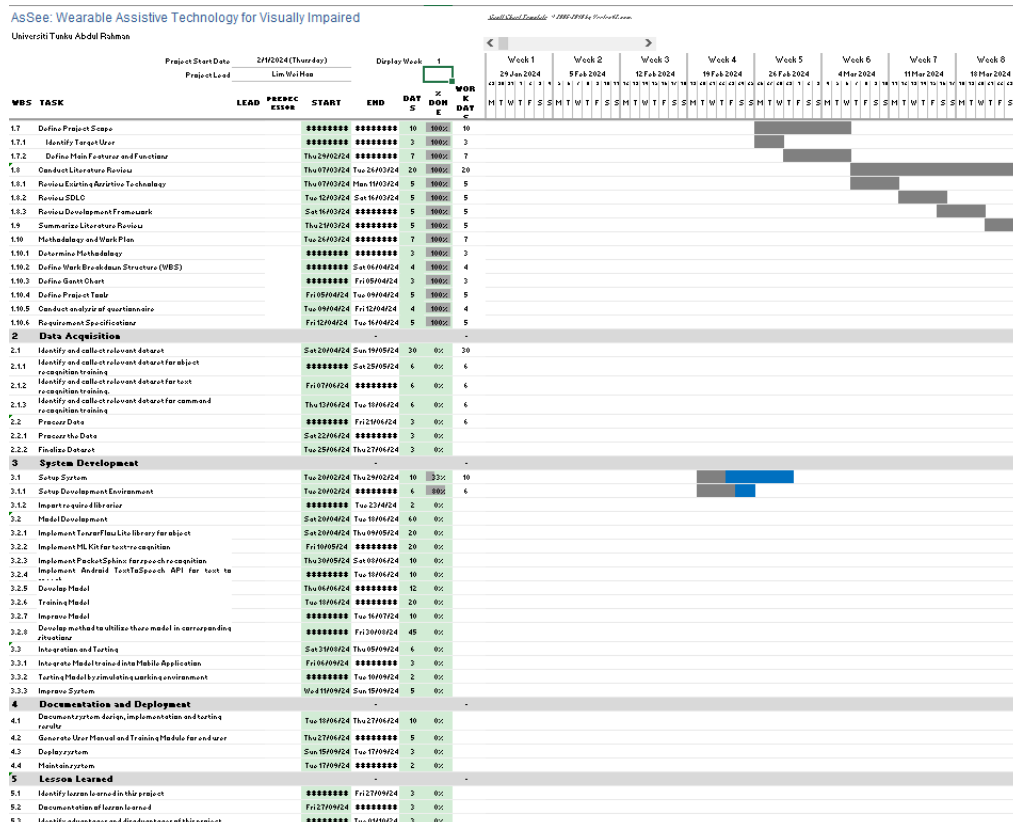 AsSee: Wearable Assistive Technology for Visually Impaired
Gantt Chart Template © 2006-2018 by Vertex42.com.
Universiti Tunku Abdul Rahman
Project Start Date 2/1/2024 (Thursday) Display Week 1
Project Lead Lim Wei Hao
Week 1 Week 2 Week 3 Week 4 Week 5 Week 6 Week 7 Week 8
29 Jan 2024 5 Feb 2024 12 Feb 2024 19 Feb 2024 26 Feb 2024 4 Mar 2024 11 Mar 2024 18 Mar 2024
WBS TASK LEAD PREDECESSOR START END DAYS % DONE WORK DAYS
M T W T F S S M T W T F S S M T W T F S S M T W T F S S M T W T F S S M T W T F S S M T W T F S S M T W T F S
1.7 Define Project Scope ######## ######## 10 100% 10
1.7.1 Identify Target User ######## ######## 3 100% 3
1.7.2 Define Main Features and Functions Thu 29/02/24 ######## 7 100% 7
1.8 Conduct Literature Review Thu 07/03/24 Tue 26/03/24 20 100% 20
1.8.1 Review Existing Assistive Technology Thu 07/03/24 Mon 11/03/24 5 100% 5
1.8.2 Review SDLC Tue 12/03/24 Sat 16/03/24 5 100% 5
1.8.3 Review Development Framework Sat 16/03/24 ######## 5 100% 5
1.9 Summarize Literature Review Thu 21/03/24 ######## 5 100% 5
1.10 Methodology and Work Plan Tue 26/03/24 ######## 7 100% 7
1.10.1 Determine Methodology ######## ######## 3 100% 3
1.10.2 Define Work Breakdown Structure (WBS) ######## Sat 06/04/24 4 100% 4
1.10.3 Define Gantt Chart ######## Fri 05/04/24 3 100% 3
1.10.4 Define Project Tools Fri 05/04/24 Tue 09/04/24 5 100% 5
1.10.5 Conduct analysis of questionnaire Tue 09/04/24 Fri 12/04/24 4 100% 4
1.10.6 Requirement Specifications Fri 12/04/24 Tue 16/04/24 5 100% 5
2 Data Acquisition - -
2.1 Identify and collect relevant dataset Sat 20/04/24 Sun 19/05/24 30 0% 30
2.1.1 Identify and collect relevant dataset for object recognition training ######## Sat 25/05/24 6 0% 6
2.1.2 Identify and collect relevant dataset for text recognition training. Fri 07/06/24 ######## 6 0% 6
2.1.3 Identify and collect relevant dataset for command recognition training Thu 13/06/24 Tue 18/06/24 6 0% 6
2.2 Process Data ######## Fri 21/06/24 3 0% 6
2.2.1 Process the Data Sat 22/06/24 ######## 3 0%
2.2.2 Finalize Dataset Tue 25/06/24 Thu 27/06/24 3 0%
3 System Development - -
3.1 Setup System Tue 20/02/24 Thu 29/02/24 10 33% 10
3.1.1 Setup Development Environment Tue 20/02/24 ######## 6 80% 6
3.1.2 Import required libraries ######## Tue 23/4/24 2 0%
3.2 Model Development Sat 20/04/24 Tue 18/06/24 60 0%
3.2.1 Implement TensorFlow Lite library for object Sat 20/04/24 Thu 09/05/24 20 0%
3.2.2 Implement ML Kit for text-recognition Fri 10/05/24 ######## 20 0%
3.2.3 Implement PocketSphinx for speech recognition Thu 30/05/24 Sat 08/06/24 10 0%
3.2.4 Implement Android TextToSpeech API for text to ######## Tue 18/06/24 10 0%
3.2.5 Develop Model Thu 06/06/24 ######## 12 0%
3.2.6 Training Model Tue 18/06/24 ######## 20 0%
3.2.7 Improve Model ######## Tue 16/07/24 10 0%
3.2.8 Develop method to ultilize these model in corresponding situations ######## Fri 30/08/24 45 0%
3.3 Integration and Testing Sat 31/08/24 Thu 05/09/24 6 0%
3.3.1 Integrate Model trained into Mobile Application Fri 06/09/24 ######## 3 0%
3.3.2 Testing Model by simulating working environment ######## Tue 10/09/24 2 0%
3.3.3 Improve System Wed 11/09/24 Sun 15/09/24 5 0%
4 Documentation and Deployment - -
4.1 Document system design, implementation and testing results Tue 18/06/24 Thu 27/06/24 10 0%
4.2 Generate User Manual and Training Module for end user Thu 27/06/24 ######## 5 0%
4.3 Deploy system Sun 15/09/24 Tue 17/09/24 3 0%
4.4 Maintain system Tue 17/09/24 ######## 2 0%
5 Lesson Learned - -
5.1 Identify lesson learned in this project ######## Fri 27/09/24 3 0%
5.2 Documentation of lesson learned Fri 27/09/24 ######## 3 0%
5.3 Identify advantages and disadvantages of this project ######## Tue 01/10/24 3 0%